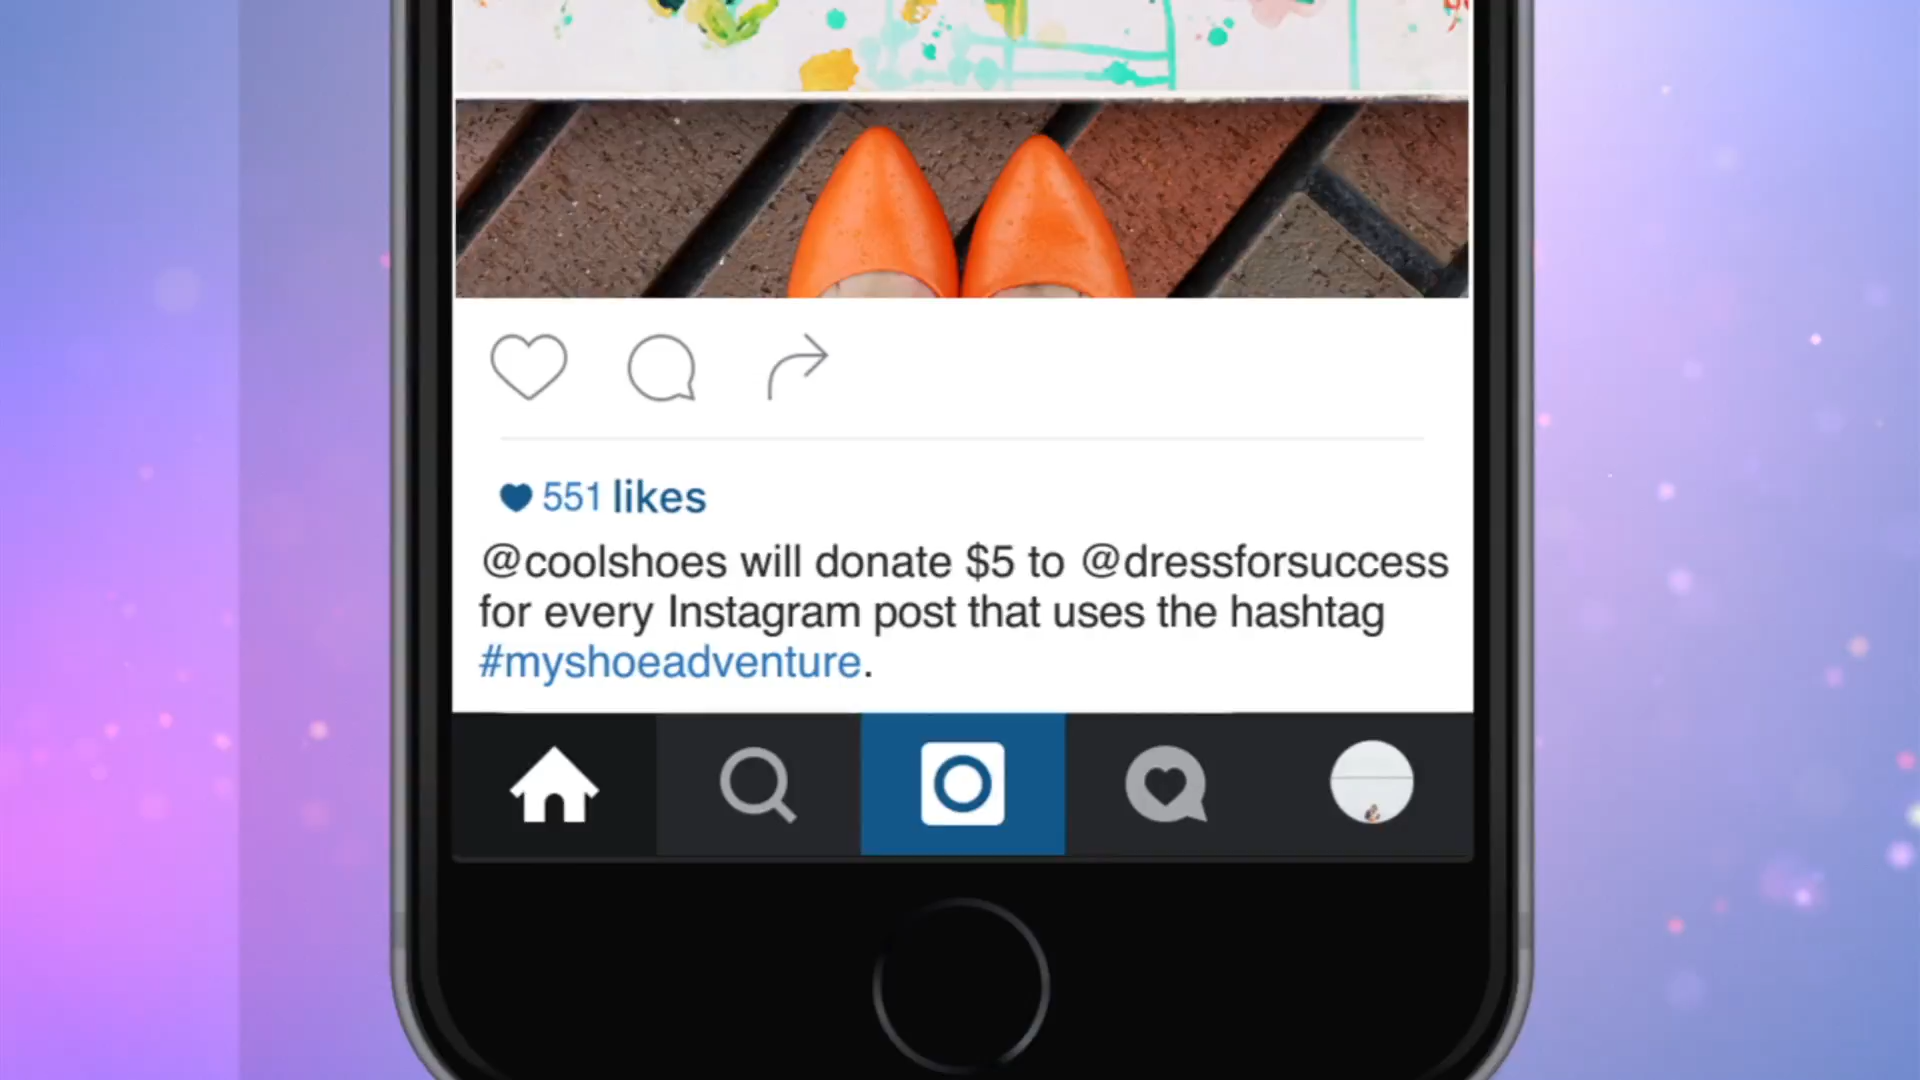 551 likes
@coolshoes will donate $5 to @dressforsuccess
for every Instagram post that uses the hashtag
#myshoeadventure.